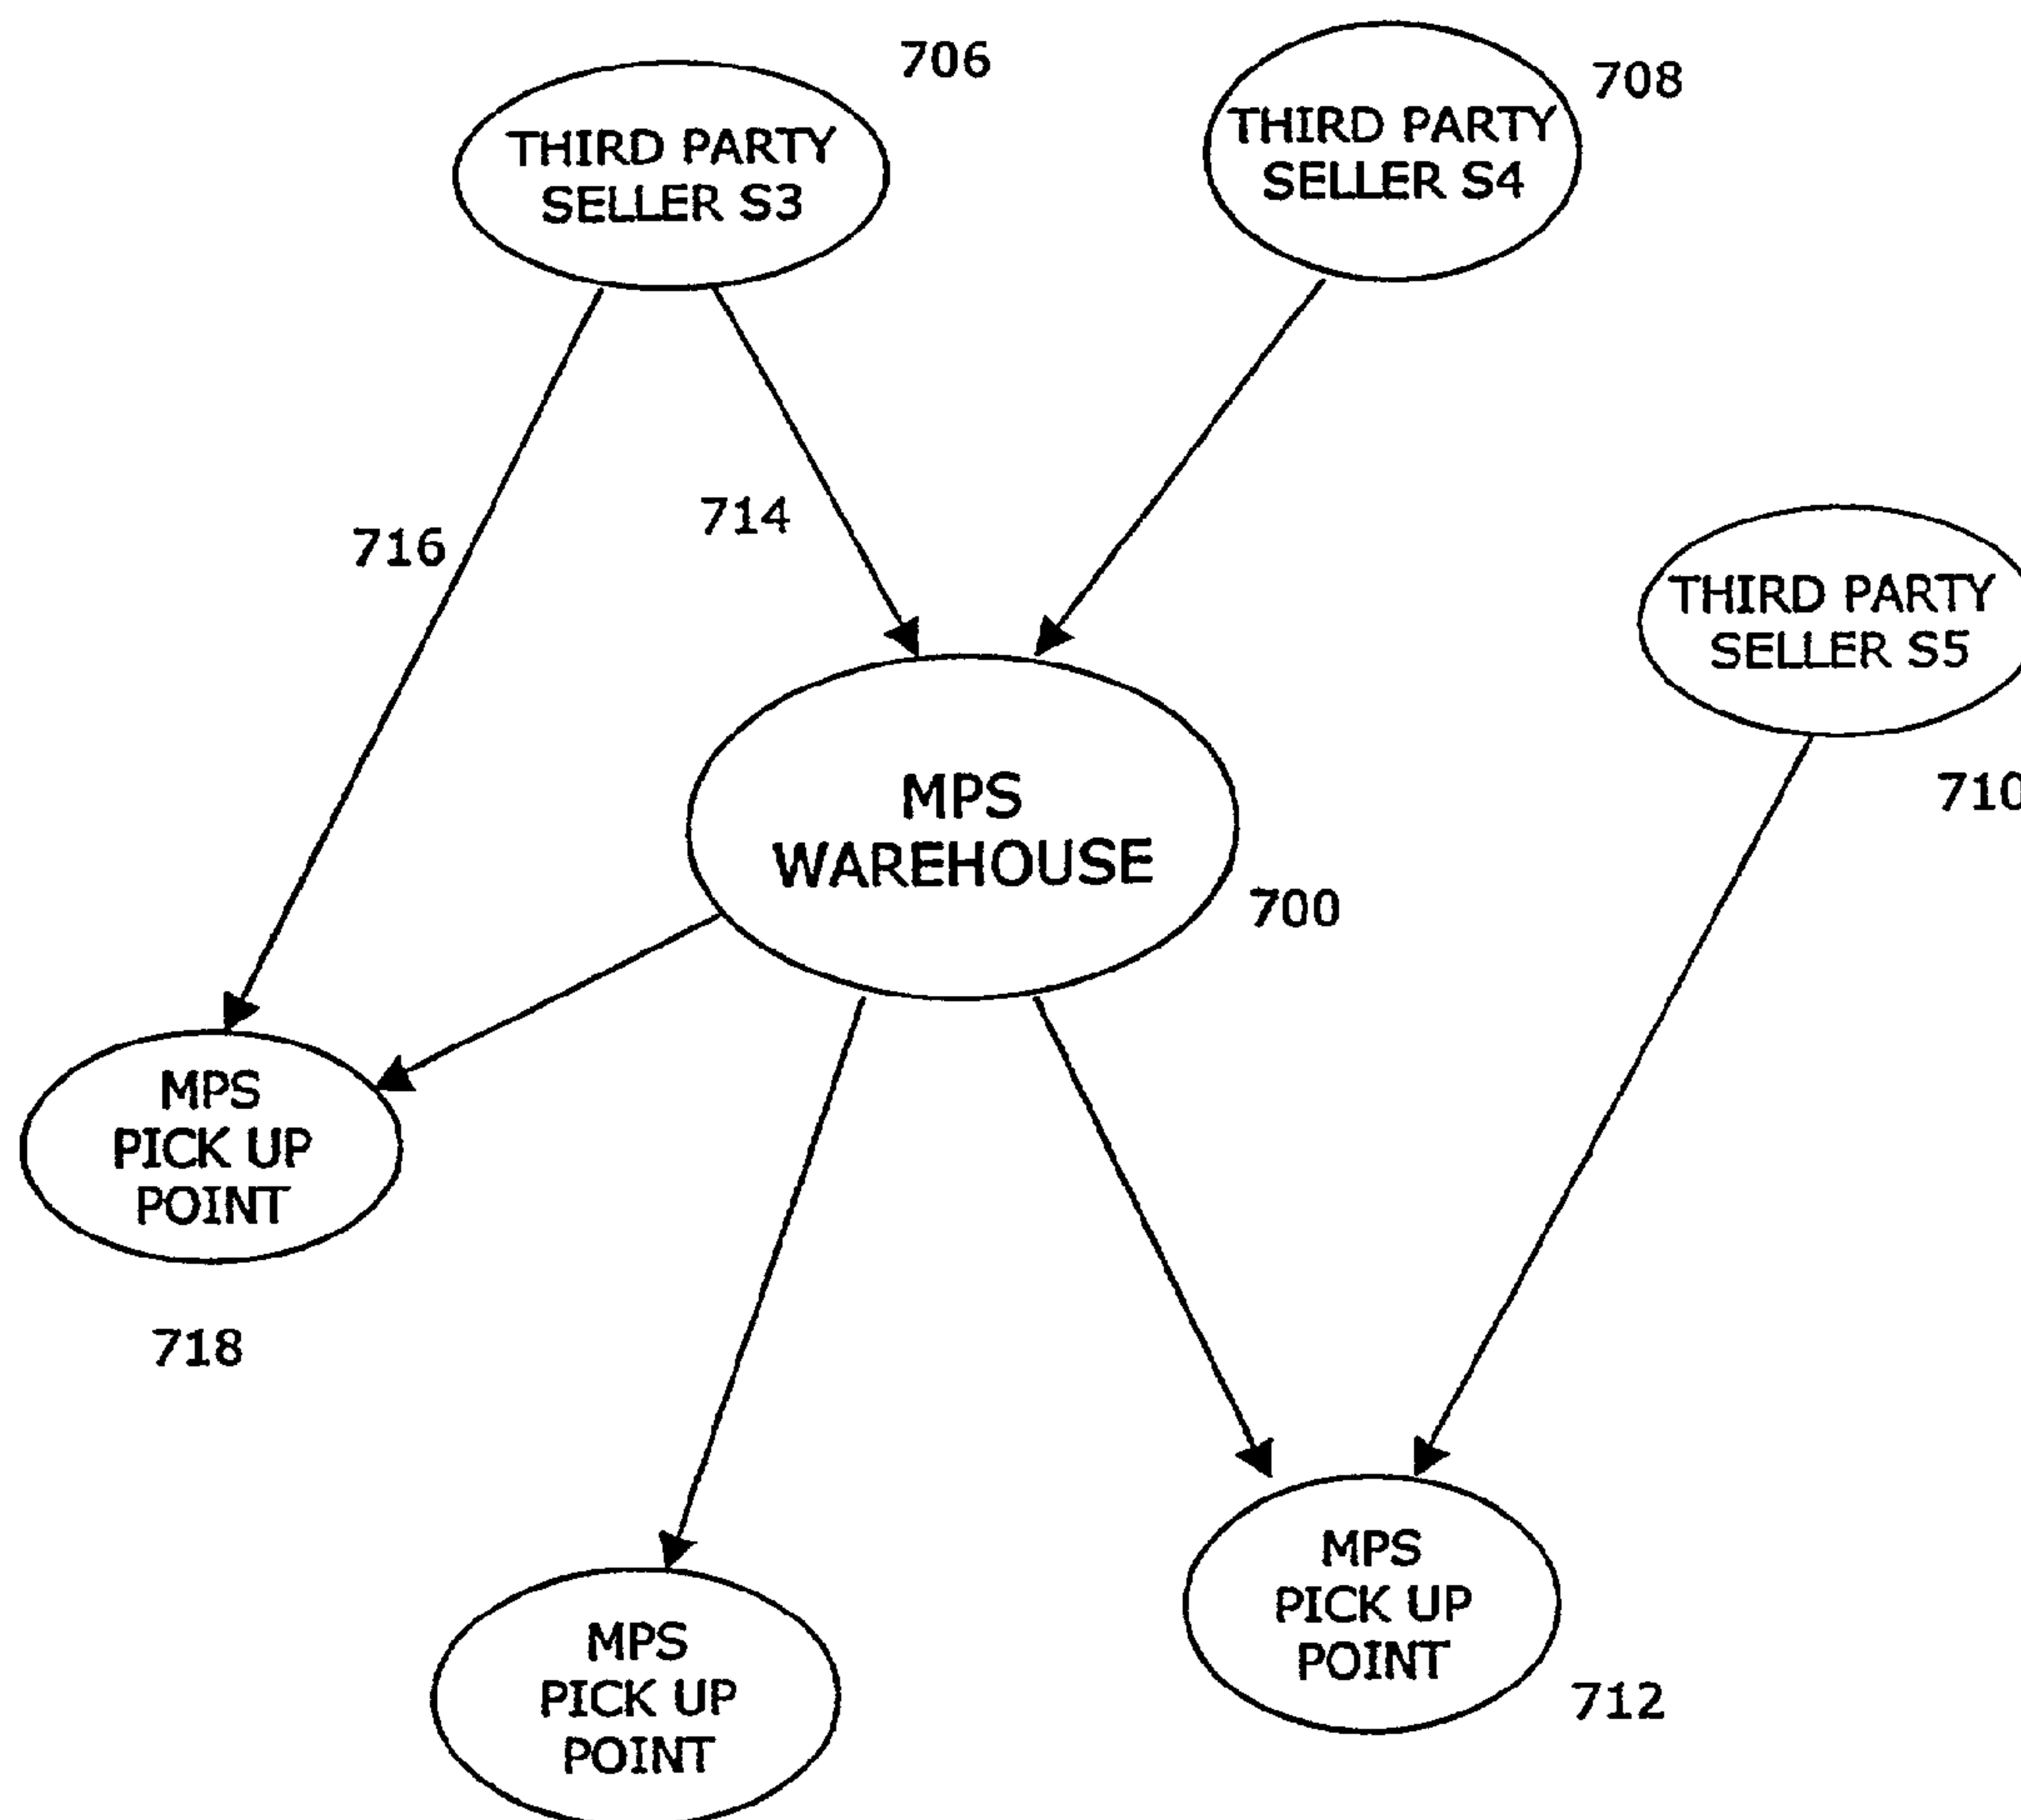 706
THIRD PARTY
SELLER S3
708
THIRD PARTY
SELLER S4
716
714
THIRD PARTY
SELLER S5
710
MPS
WAREHOUSE
700
MPS
PICK UP
POINT
718
MPS
PICK UP
POINT
712
MPS
PICK UP
POINT